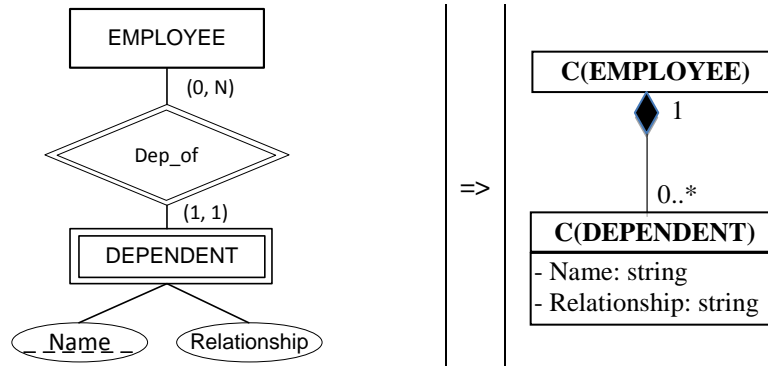 EMPLOYEE
(0, N)
Dep_of
(1, 1)
DEPENDENT
Name
Relationship
=>
C(EMPLOYEE)
1
0..*
C(DEPENDENT)
- Name: string
- Relationship: string